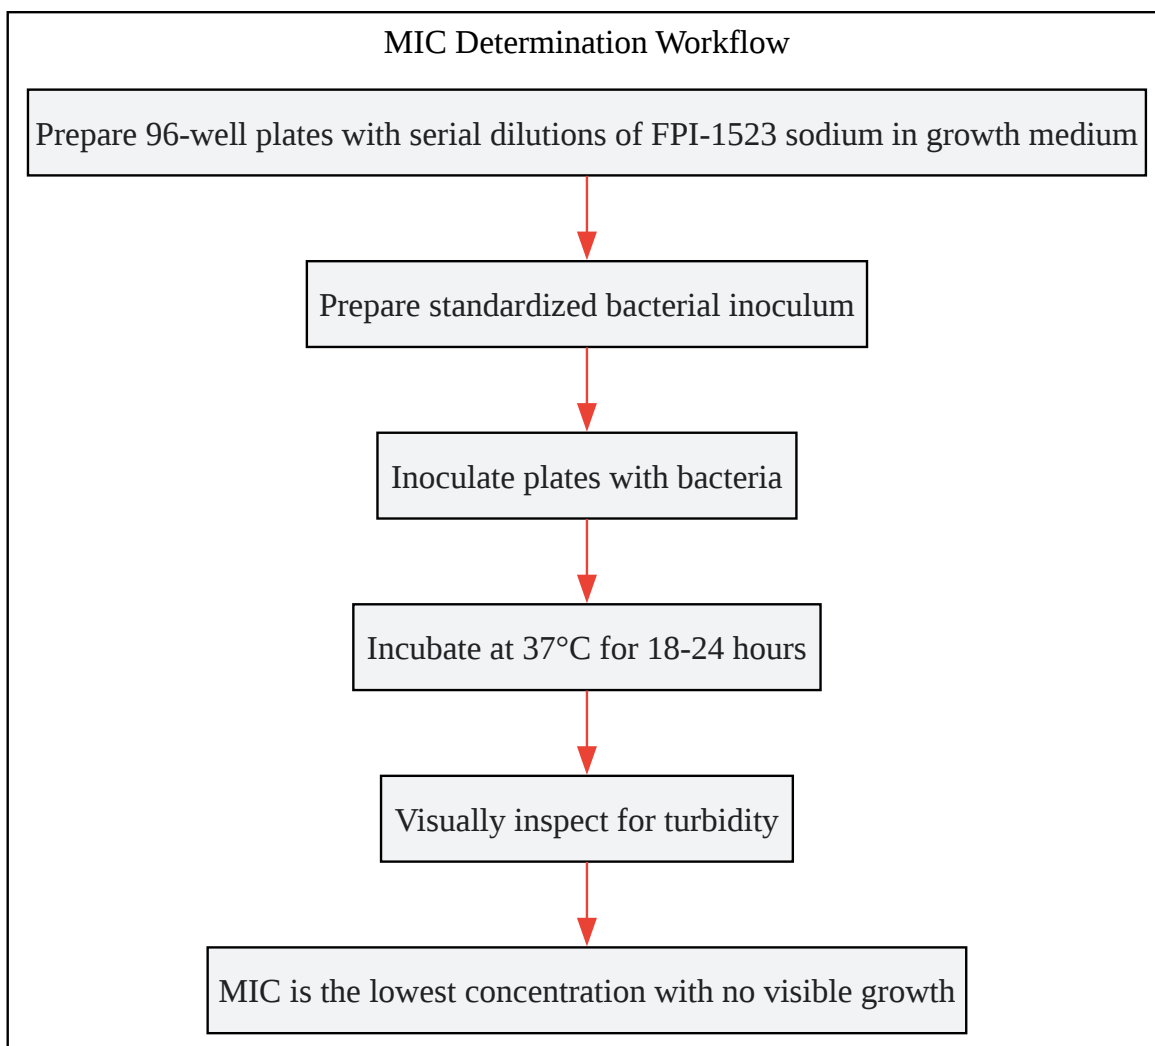 MIC Determination Workflow
Prepare 96-well plates with serial dilutions of FPI-1523 sodium in growth medium
Prepare standardized bacterial inoculum
Inoculate plates with bacteria
Incubate at 37°C for 18-24 hours
Visually inspect for turbidity
MIC is the lowest concentration with no visible growth